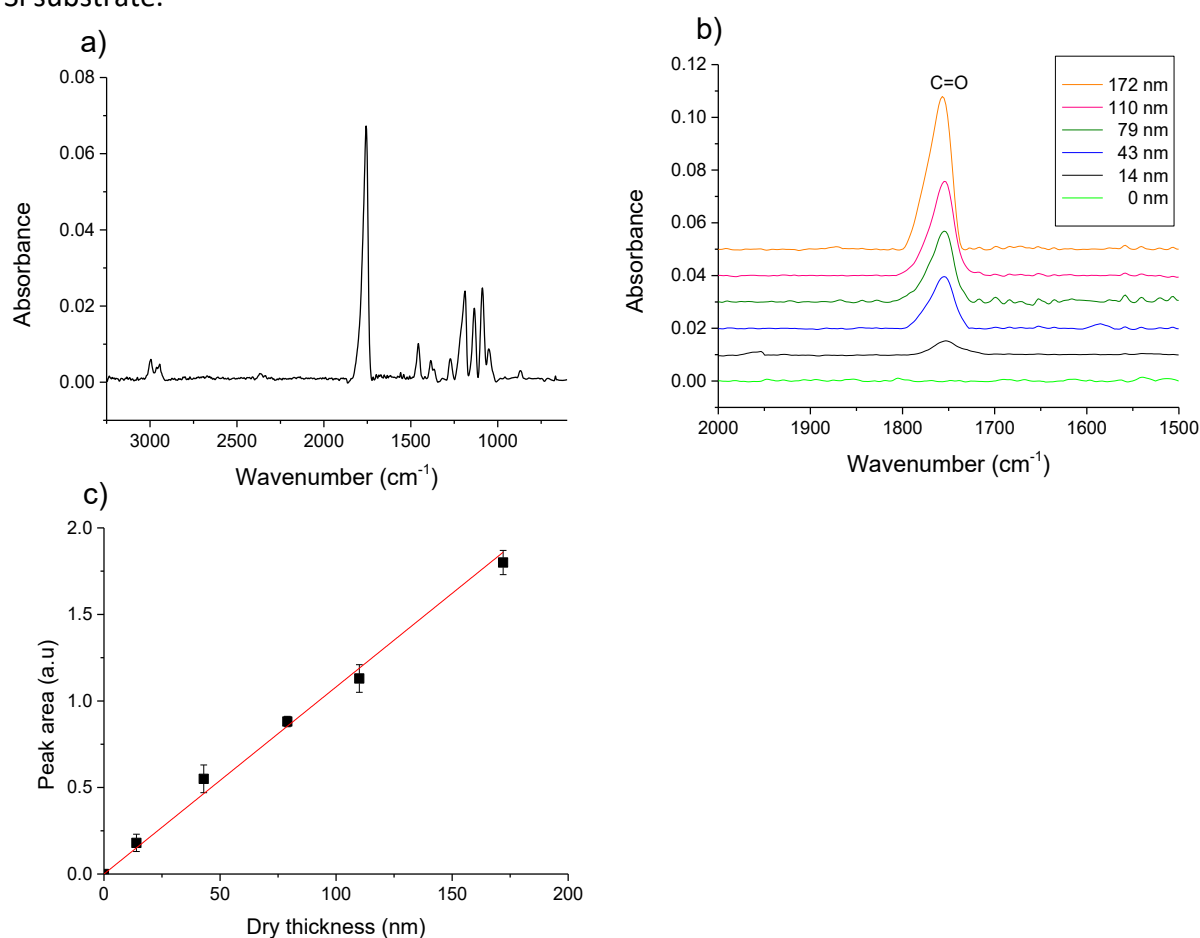 Si substrate.
a)
0.08
0.06
0.04
0.02
0.00
Absorbance
3000 2500 2000 1500 1000
Wavenumber (cm-1)
b)
0.12
0.10
0.08
0.06
0.04
0.02
0.00
Absorbance
C=O
172 nm
110 nm
79 nm
43 nm
14 nm
0 nm
2000 1900 1800 1700 1600 1500
Wavenumber (cm-1)
c)
2.0
1.5
1.0
0.5
0.0
Peak area (a.u)
0 50 100 150 200
Dry thickness (nm)